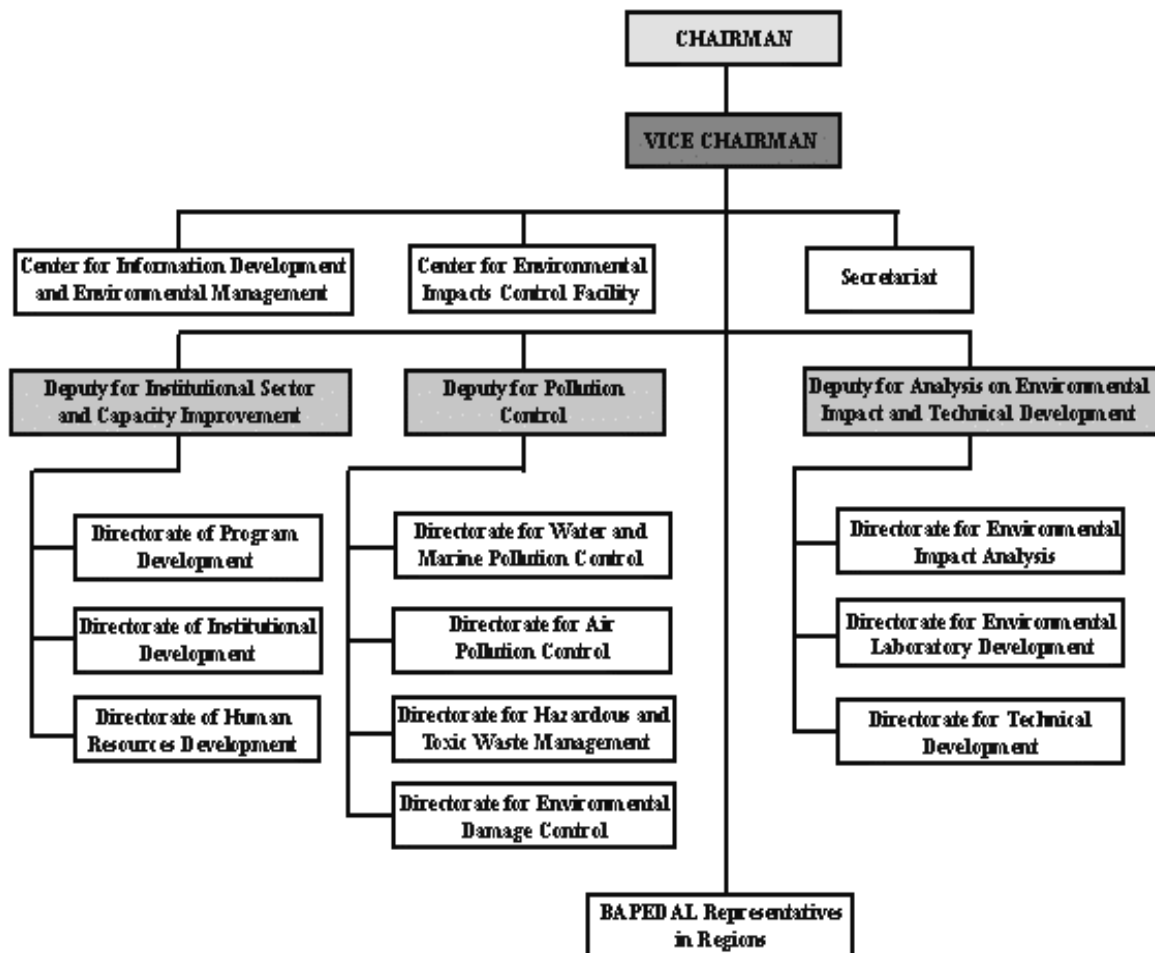 CHAIRMAN
VICE CHAIRMAN
Center for Information Development
and Environmental Management
Center for Environmental
Impacts Control Facility
Secretariat
Deputy for Institutional Sector
and Capacity Improvement
Deputy for Pollution
Control
Deputy for Analysis on Environmental
Impact and Technical Development
Directorate of Program
Development
Directorate of Institutional
Development
Directorate of Human
Resources Development
Directorate for Water and
Marine Pollution Control
Directorate for Air
Pollution Control
Directorate for Hazardous and
Toxic Waste Management
Directorate for Environmental
Damage Control
Directorate for Environmental
Impact Analysis
Directorate for Environmental
Laboratory Development
Directorate for Technical
Development
BAPEDAL Representatives
in Regions